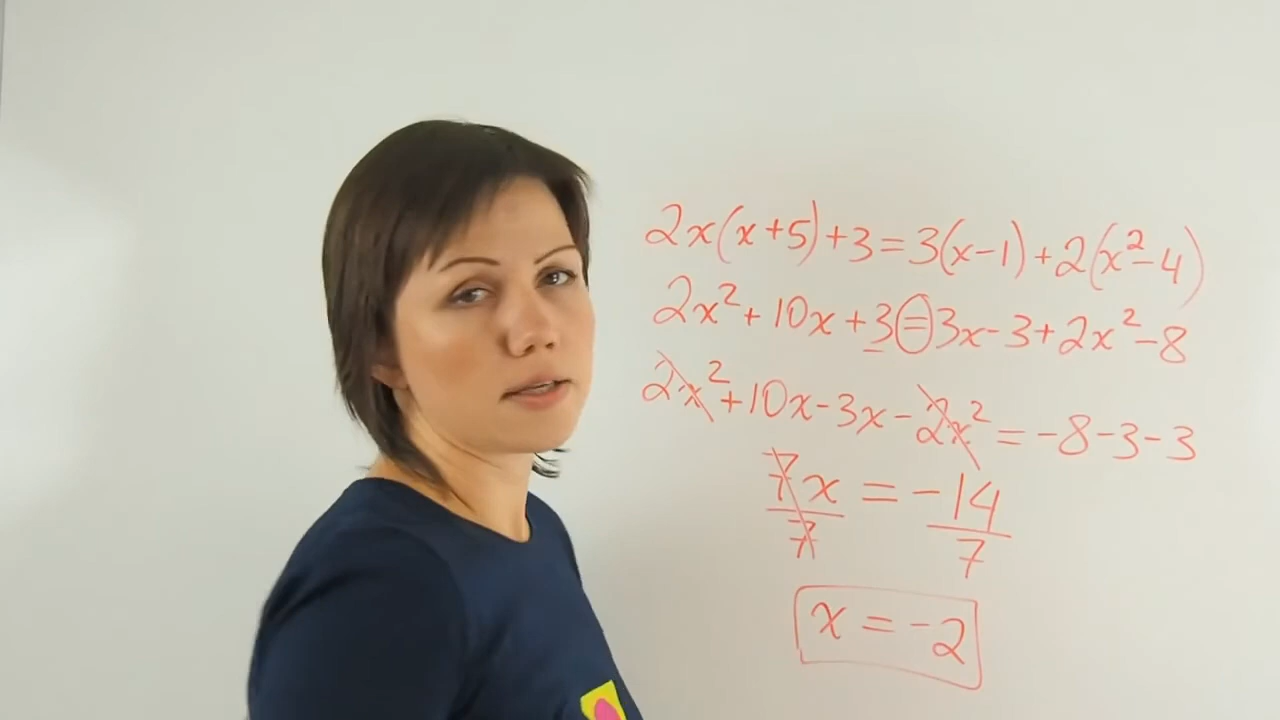 2x(x+5)+3=3(x-1)+2(x²-4)
2x²+10x+3=3x-3+2x²-8
2x²+10x-3x-2x²=-8-3-3
7x/7=-14/7
x=-2